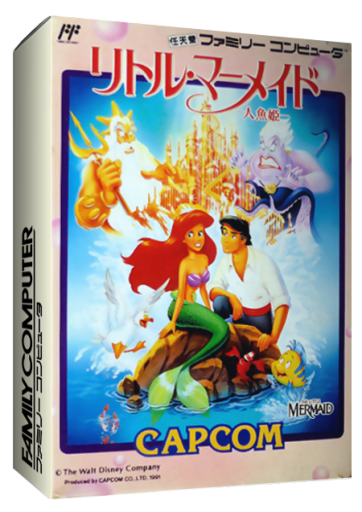 任天堂 ファミリー コンピュータ™
リトル・マーメイド
人魚姫
MERMAID
CAPCOM
© The Walt Disney Company
Produced by CAPCOM CO., LTD. 1991
FAMILY COMPUTER
ファミリー コンピュータ